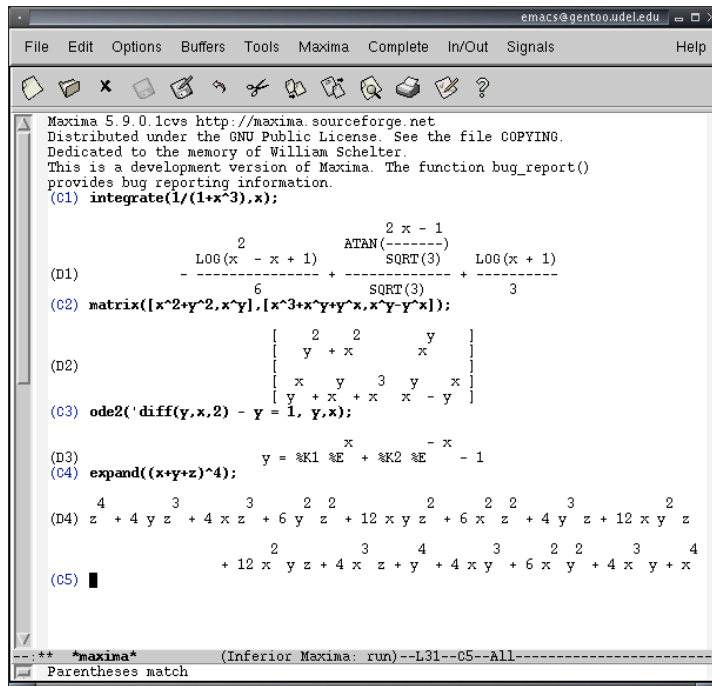 emacs@gentoo.udel.edu
File Edit Options Buffers Tools Maxima Complete In/Out Signals Help
Maxima 5.9.0.1cvs http://maxima.sourceforge.net
Distributed under the GNU Public License. See the file COPYING.
Dedicated to the memory of William Schelter.
This is a development version of Maxima. The function bug_report()
provides bug reporting information.
(C1) integrate(1/(1+x^3),x);
                                           2 x - 1
                        2             ATAN(-------)
                   LOG(x  - x + 1)         SQRT(3)    LOG(x + 1)
(D1)             - --------------- + ------------- + ----------
                          6             SQRT(3)           3
(C2) matrix([x^2+y^2,x^y],[x^3+x^y+y^x,x^y-y^x]);
                             [    2    2         y     ]
                             [   y  + x         x      ]
(D2)                         [                         ]
                             [  x    y    3   y    x ]
                             [ y  + x  + x   x  - y  ]
(C3) ode2('diff(y,x,2) - y = 1, y,x);
                                       x          - x
(D3)                        y = %K1 %E  + %K2 %E    - 1
(C4) expand((x+y+z)^4);
      4        3        3      2  2           2      2  2      3           2
(D4) z  + 4 y z  + 4 x z  + 6 y  z  + 12 x y z  + 6 x  z  + 4 y  z + 12 x y  z
                            2          3      4        3      2  2      3      4
                      + 12 x  y z + 4 x  z + y  + 4 x y  + 6 x  y  + 4 x  y + x
(C5)
--:** *maxima* (Inferior Maxima: run)--L31--C5--All------------------------
Parentheses match